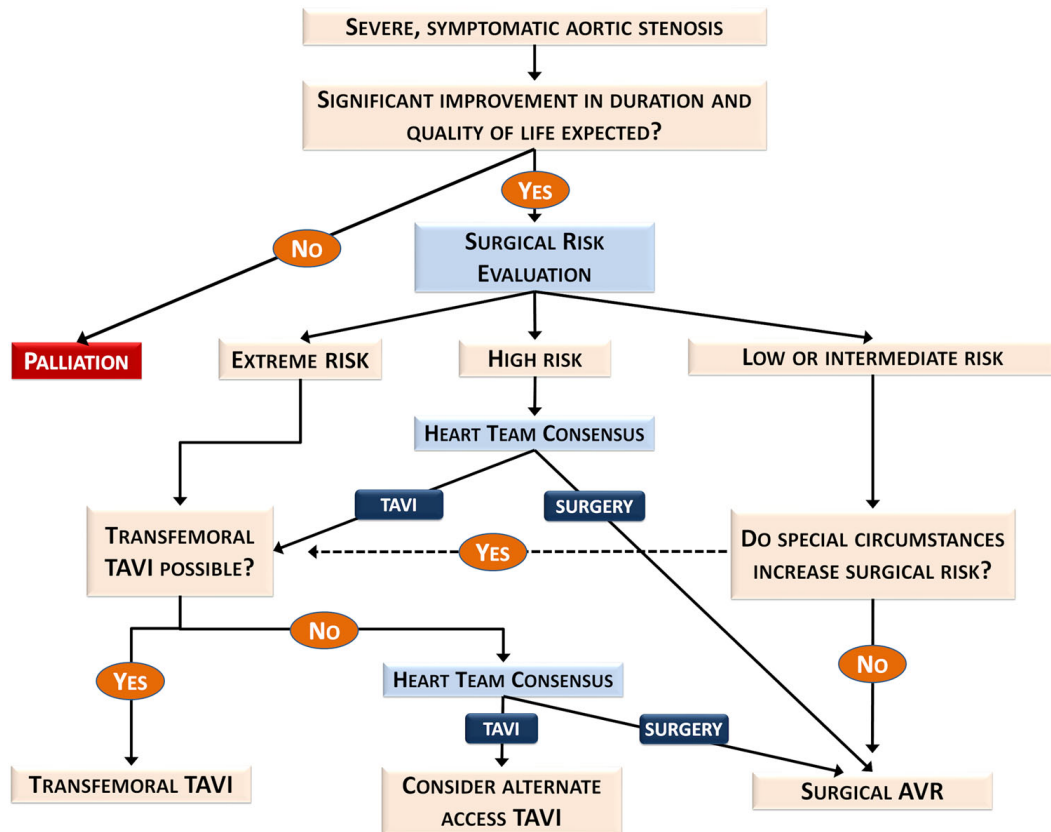 SEVERE, SYMPTOMATIC AORTIC STENOSIS
SIGNIFICANT IMPROVEMENT IN DURATION AND
QUALITY OF LIFE EXPECTED?
YES
NO
SURGICAL RISK
EVALUATION
PALLIATION
EXTREME RISK
HIGH RISK
LOW OR INTERMEDIATE RISK
HEART TEAM CONSENSUS
TAVI
SURGERY
TRANSFEMORAL
TAVI POSSIBLE?
YES
DO SPECIAL CIRCUMSTANCES
INCREASE SURGICAL RISK?
NO
YES
NO
HEART TEAM CONSENSUS
TAVI
SURGERY
TRANSFEMORAL TAVI
CONSIDER ALTERNATE
ACCESS TAVI
SURGICAL AVR